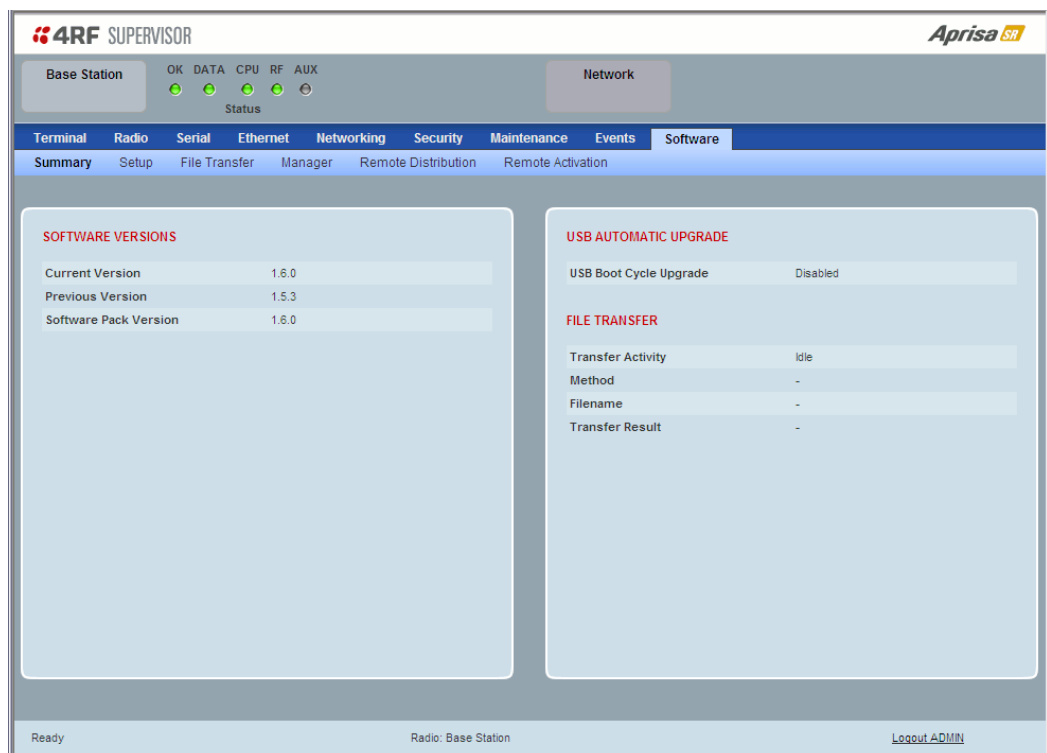 4RF SUPERVISOR
Aprisa SR
Base Station
OK DATA CPU RF AUX
Status
Network
Terminal Radio Serial Ethernet Networking Security Maintenance Events Software
Summary Setup File Transfer Manager Remote Distribution Remote Activation
SOFTWARE VERSIONS
Current Version 1.6.0
Previous Version 1.5.3
Software Pack Version 1.6.0
USB AUTOMATIC UPGRADE
USB Boot Cycle Upgrade Disabled
FILE TRANSFER
Transfer Activity Idle
Method -
Filename -
Transfer Result -
Ready Radio: Base Station Logout ADMIN